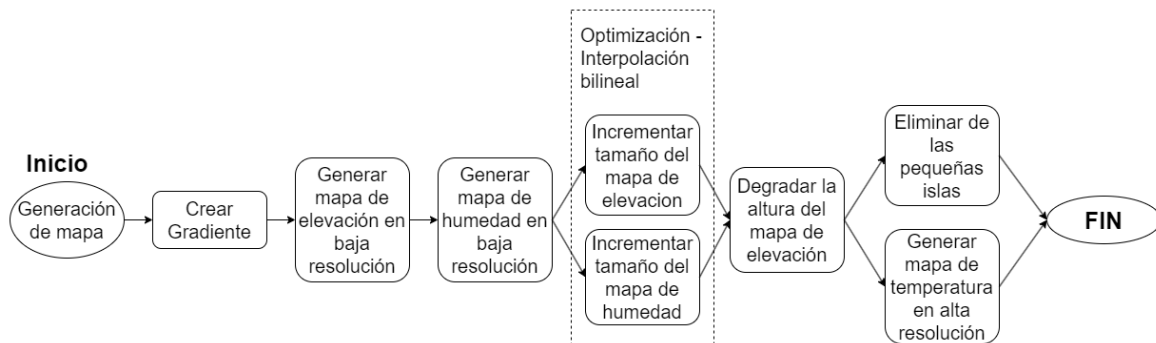 Inicio
Generación
de mapa
Crear
Gradiente
Generar
mapa de
elevación en
baja
resolución
Generar
mapa de
humedad en
baja
resolución
Optimización -
Interpolación
bilineal
Incrementar
tamaño del
mapa de
elevacion
Incrementar
tamaño del
mapa de
humedad
Degradar la
altura del
mapa de
elevación
Eliminar de
las
pequeñas
islas
Generar
mapa de
temperatura
en alta
resolución
FIN